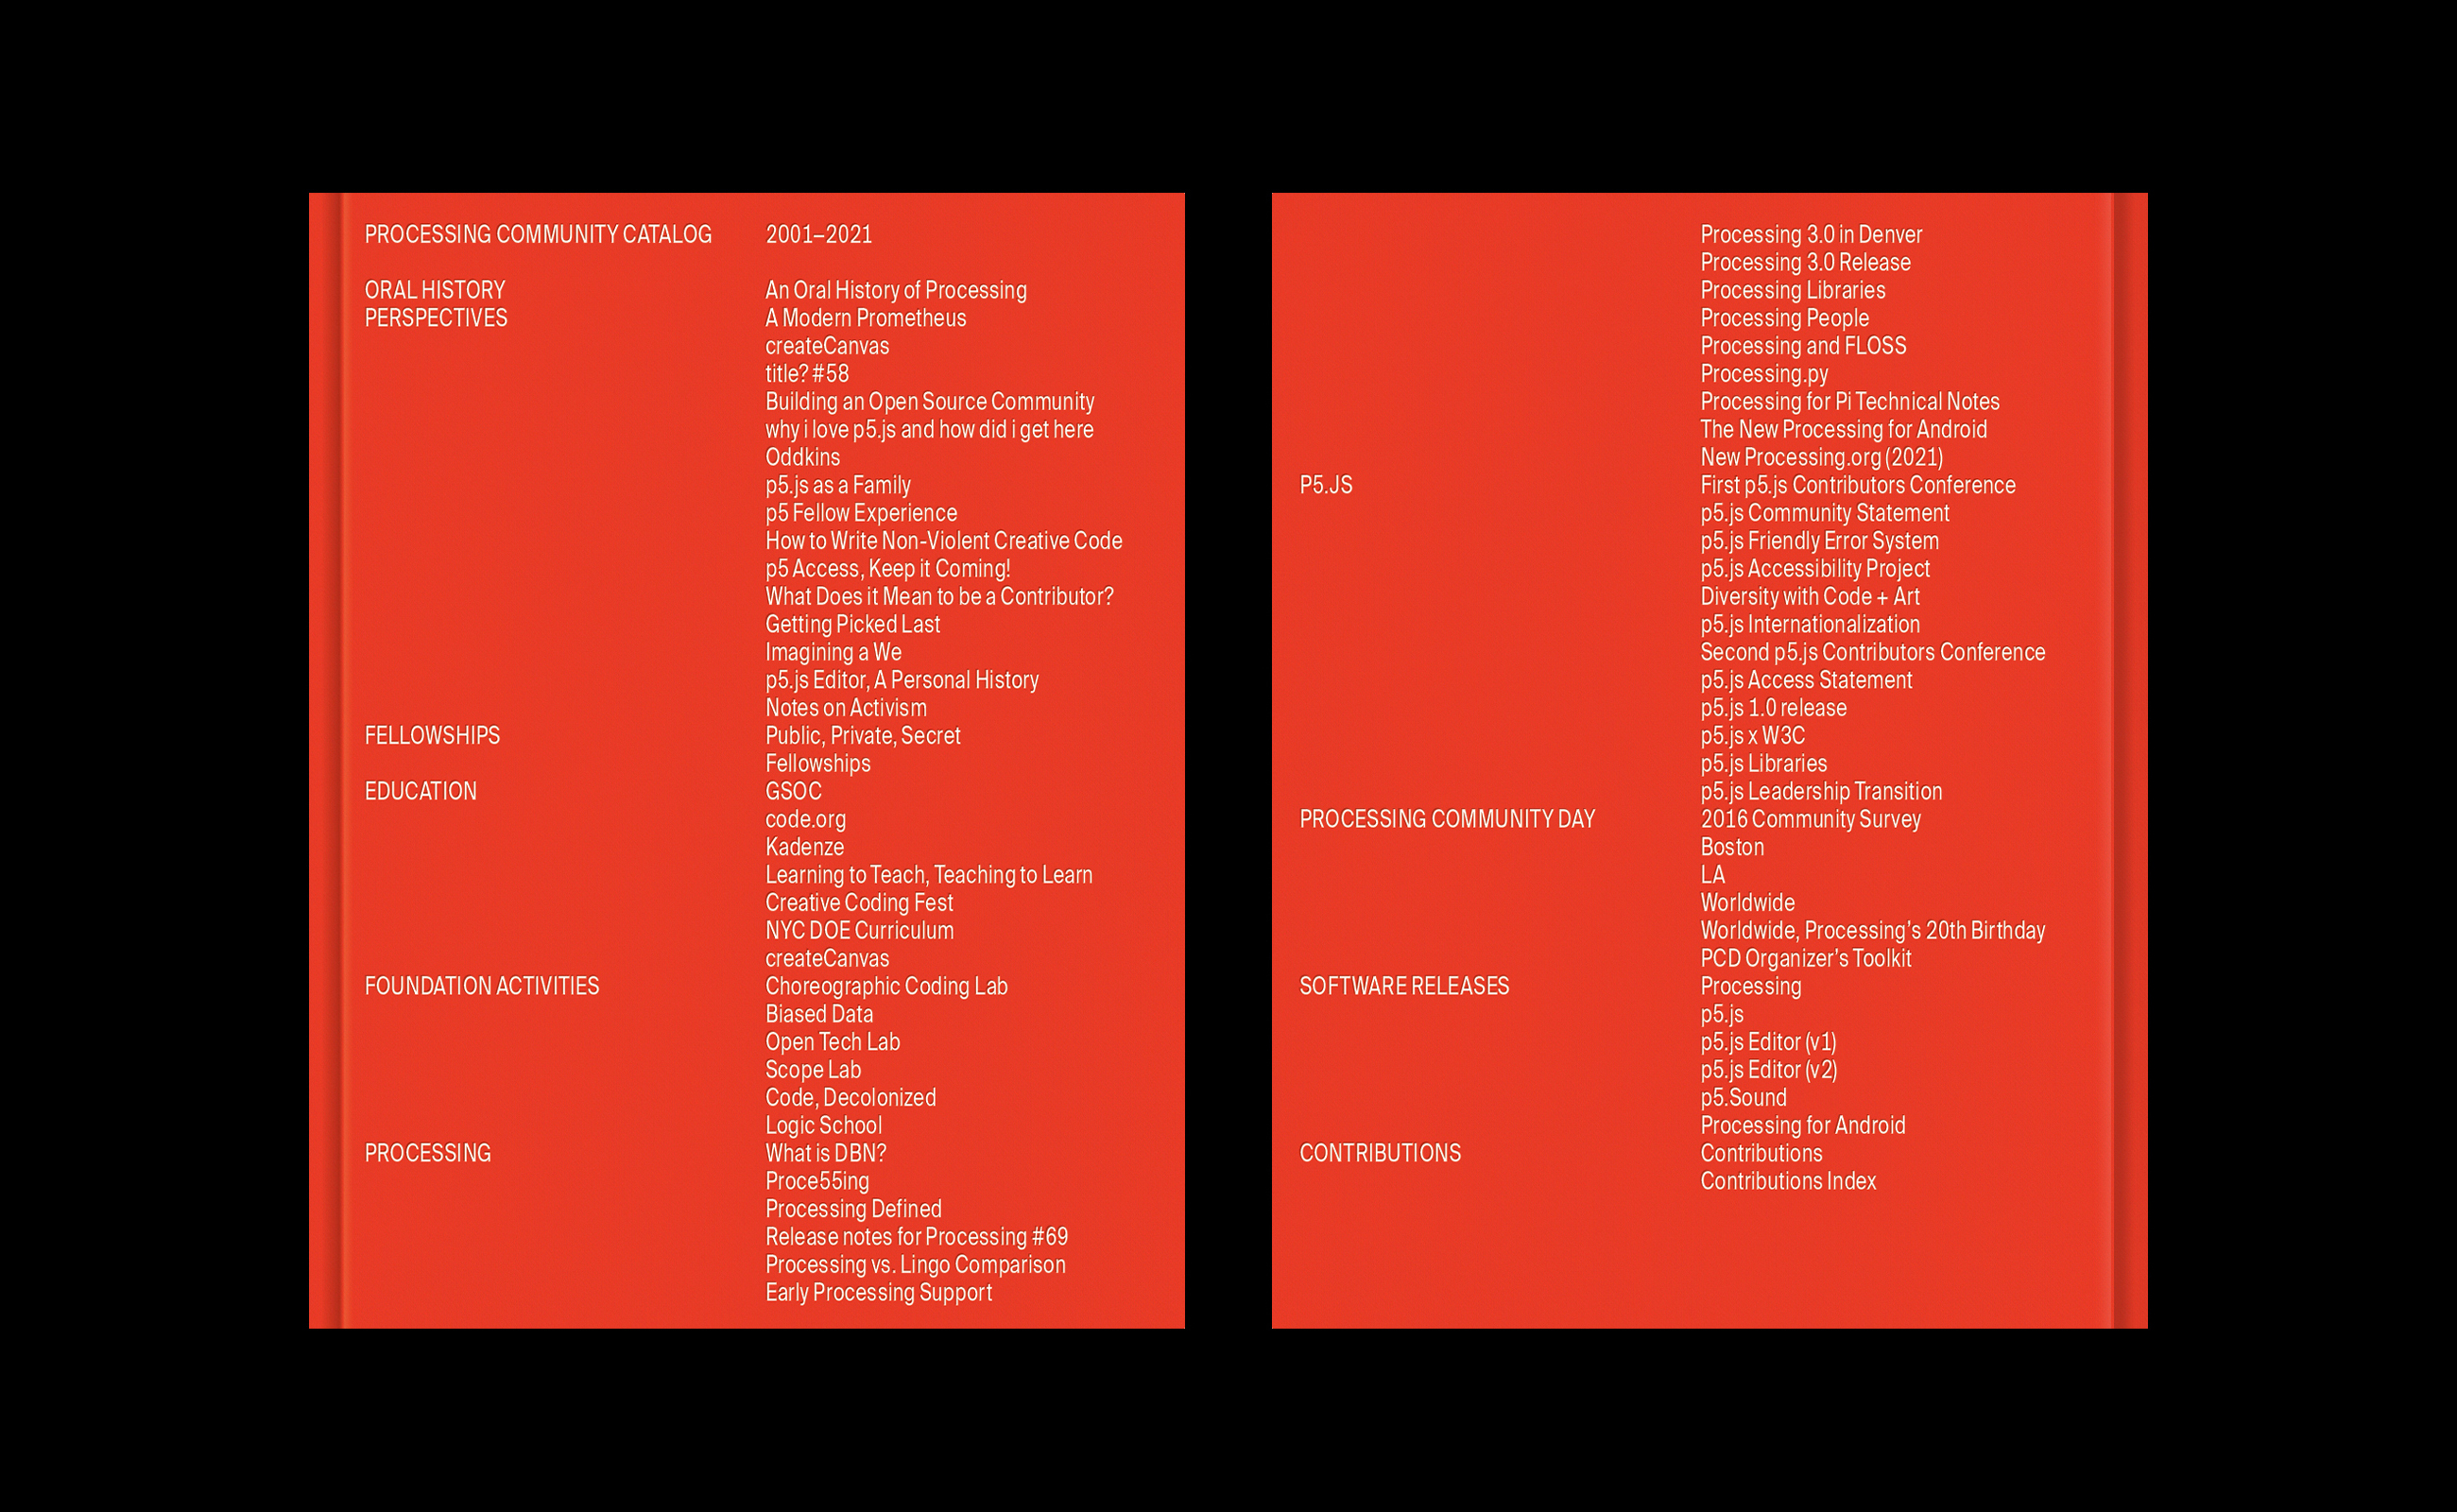 PROCESSING COMMUNITY CATALOG 2001–2021
ORAL HISTORY An Oral History of Processing
PERSPECTIVES A Modern Prometheus
createCanvas
title? #58
Building an Open Source Community
why i love p5.js and how did i get here
Oddkins
p5.js as a Family
p5 Fellow Experience
How to Write Non-Violent Creative Code
p5 Access, Keep it Coming!
What Does it Mean to be a Contributor?
Getting Picked Last
Imagining a We
p5.js Editor, A Personal History
Notes on Activism
FELLOWSHIPS Public, Private, Secret
Fellowships
EDUCATION GSOC
code.org
Kadenze
Learning to Teach, Teaching to Learn
Creative Coding Fest
NYC DOE Curriculum
createCanvas
FOUNDATION ACTIVITIES Choreographic Coding Lab
Biased Data
Open Tech Lab
Scope Lab
Code, Decolonized
Logic School
PROCESSING What is DBN?
Proce55ing
Processing Defined
Release notes for Processing #69
Processing vs. Lingo Comparison
Early Processing Support
Processing 3.0 in Denver
Processing 3.0 Release
Processing Libraries
Processing People
Processing and FLOSS
Processing.py
Processing for Pi Technical Notes
The New Processing for Android
New Processing.org (2021)
P5.JS First p5.js Contributors Conference
p5.js Community Statement
p5.js Friendly Error System
p5.js Accessibility Project
Diversity with Code + Art
p5.js Internationalization
Second p5.js Contributors Conference
p5.js Access Statement
p5.js 1.0 release
p5.js x W3C
p5.js Libraries
p5.js Leadership Transition
PROCESSING COMMUNITY DAY 2016 Community Survey
Boston
LA
Worldwide
Worldwide, Processing’s 20th Birthday
PCD Organizer’s Toolkit
SOFTWARE RELEASES Processing
p5.js
p5.js Editor (v1)
p5.js Editor (v2)
p5.Sound
Processing for Android
CONTRIBUTIONS Contributions
Contributions Index